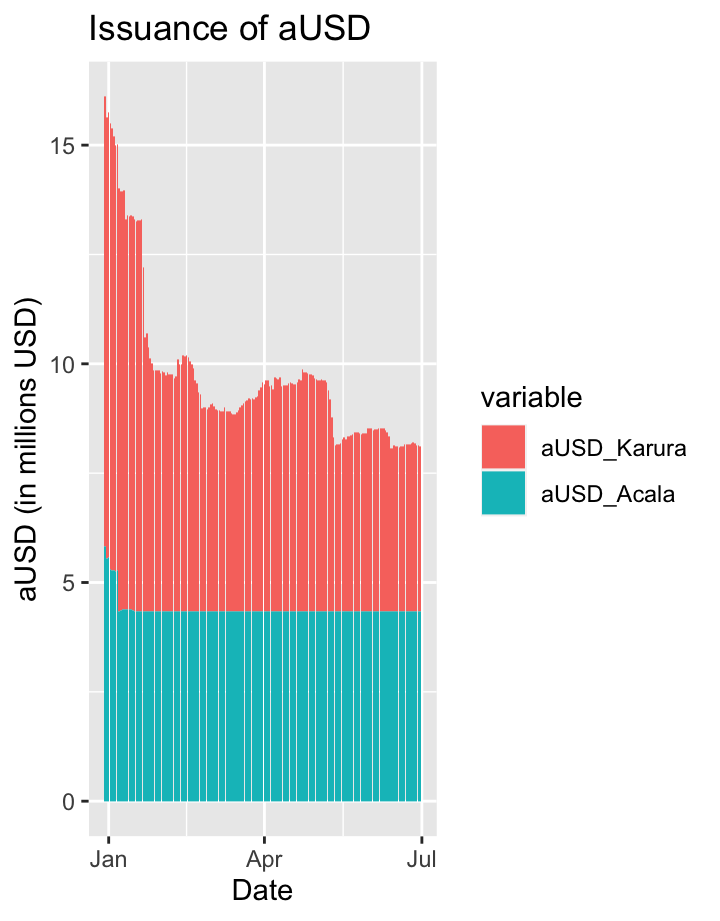 Issuance of aUSD
aUSD (in millions USD)
15
10
5
0
Jan Apr Jul
Date
variable
aUSD_Karura
aUSD_Acala